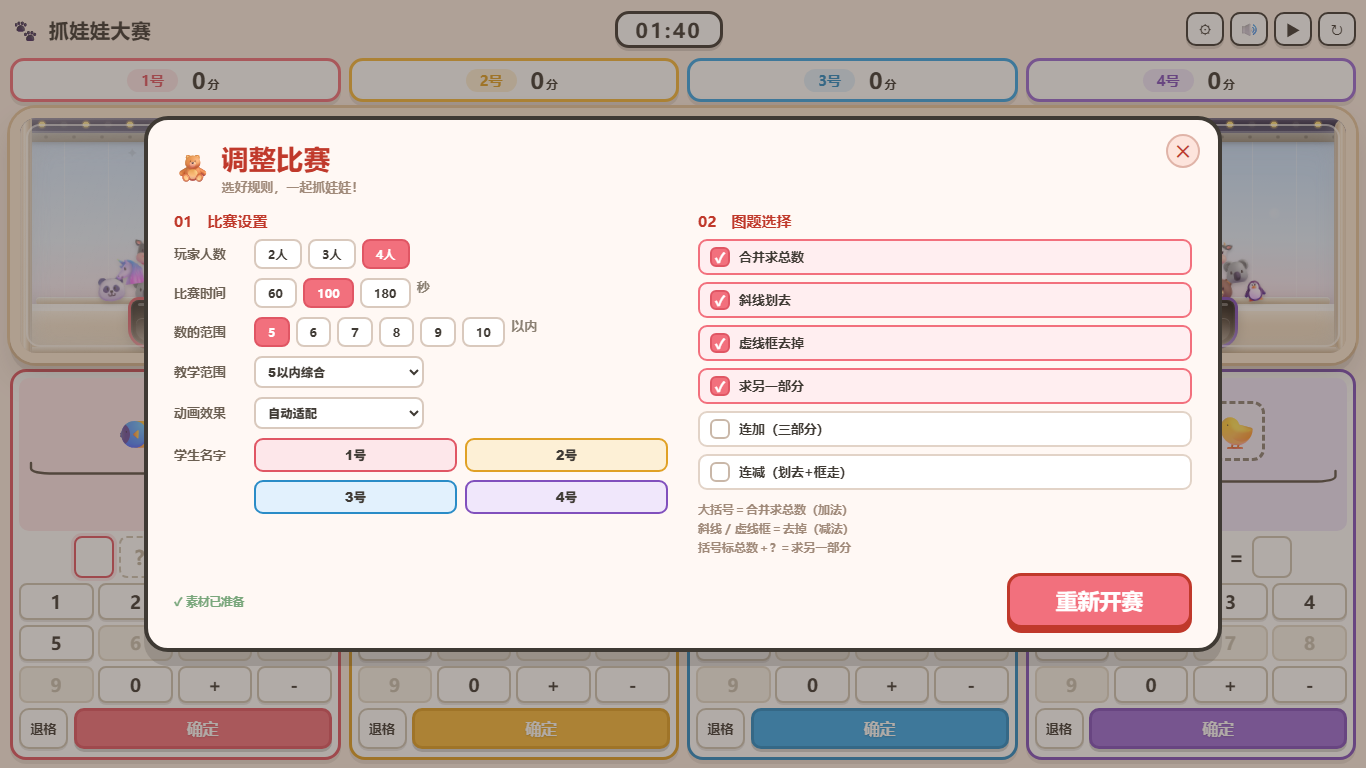 抓娃娃大赛
01:40
1号 0分
2号 0分
3号 0分
4号 0分
调整比赛
选好规则，一起抓娃娃！
01 比赛设置
玩家人数 2人 3人 4人
比赛时间 60 100 180 秒
数的范围 5 6 7 8 9 10 以内
教学范围 5以内综合
动画效果 自动适配
学生名字 1号 2号
3号 4号
✓ 素材已准备
02 图题选择
合并求总数
斜线划去
虚线框去掉
求另一部分
连加（三部分）
连减（划去+框走）
大括号 = 合并求总数（加法）
斜线 / 虚线框 = 去掉（减法）
括号标总数 + ? = 求另一部分
重新开赛
? =
1 2 3 4
5 6 7 8
9 0 + - 9 0 + - 9 0 + - 9 0 + -
退格 确定 退格 确定 退格 确定 退格 确定